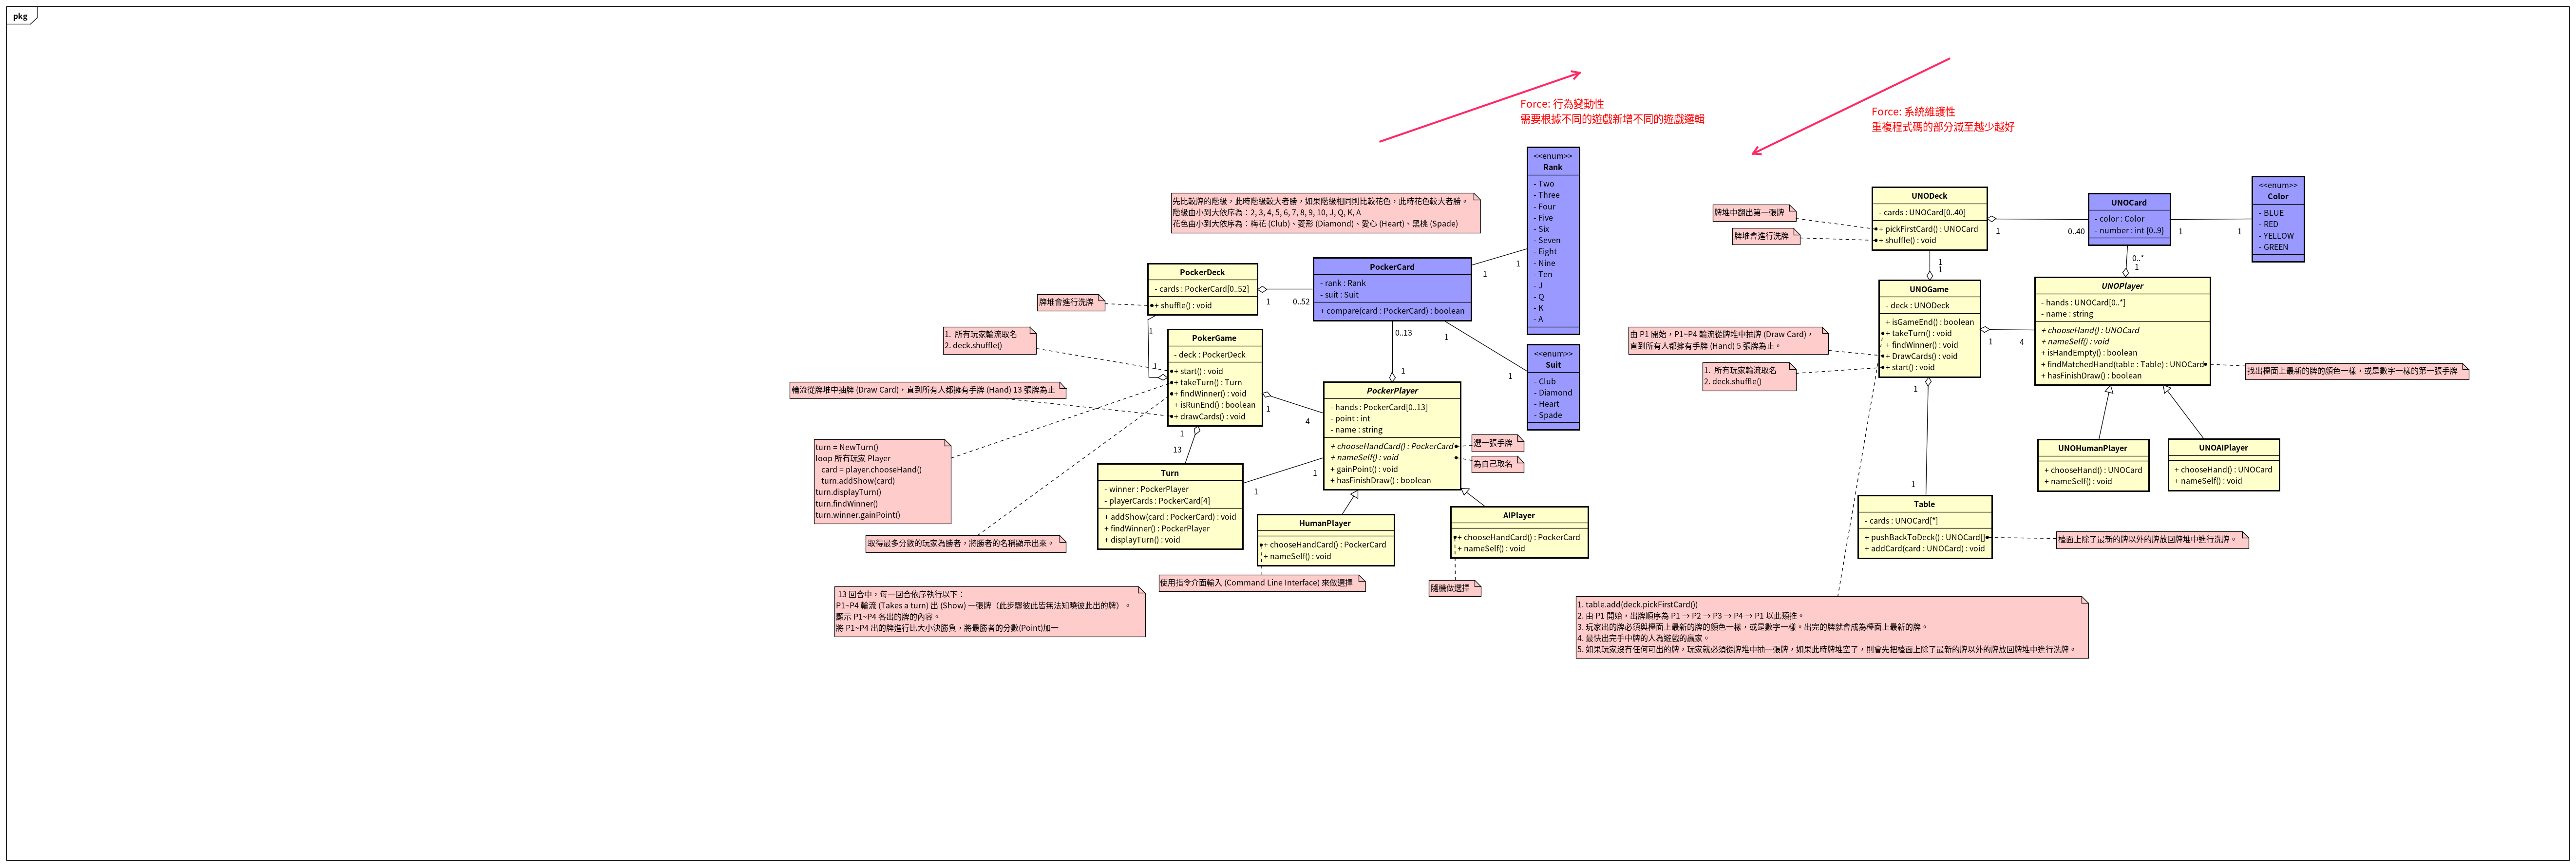 pkg
Force: 行為變動性
需要根據不同的遊戲新增不同的遊戲邏輯
Force: 系統維護性
重複程式碼的部分減至越少越好
先比較牌的階級，此時階級較大者勝，如果階級相同則比較花色，此時花色較大者勝。
階級由小到大依序為：2, 3, 4, 5, 6, 7, 8, 9, 10, J, Q, K, A
花色由小到大依序為：梅花 (Club)、菱形 (Diamond)、愛心 (Heart)、黑桃 (Spade)
<<enum>>
Rank
- Two
- Three
- Four
- Five
- Six
- Seven
- Eight
- Nine
- Ten
- J
- Q
- K
- A
PockerDeck
- cards : PockerCard[0..52]
+ shuffle() : void
1
0..52
PockerCard
- rank : Rank
- suit : Suit
+ compare(card : PockerCard) : boolean
1
1
1
1
<<enum>>
Suit
- Club
- Diamond
- Heart
- Spade
牌堆會進行洗牌
1. 所有玩家輪流取名
2. deck.shuffle()
1
1
PokerGame
- deck : PockerDeck
+ start() : void
+ takeTurn() : Turn
+ findWinner() : void
+ isRunEnd() : boolean
+ drawCards() : void
輪流從牌堆中抽牌 (Draw Card)，直到所有人都擁有手牌 (Hand) 13 張牌為止
0..13
1
1
4
PockerPlayer
- hands : PockerCard[0..13]
- point : int
- name : string
+ chooseHandCard() : PockerCard
+ nameSelf() : void
+ gainPoint() : void
+ hasFinishDraw() : boolean
選一張手牌
為自己取名
turn = NewTurn()
loop 所有玩家 Player
card = player.chooseHand()
turn.addShow(card)
turn.displayTurn()
turn.findWinner()
turn.winner.gainPoint()
1
13
Turn
- winner : PockerPlayer
- playerCards : PockerCard[4]
+ addShow(card : PockerCard) : void
+ findWinner() : PockerPlayer
+ displayTurn() : void
1
1
取得最多分數的玩家為勝者，將勝者的名稱顯示出來。
HumanPlayer
+ chooseHandCard() : PockerCard
+ nameSelf() : void
AIPlayer
+ chooseHandCard() : PockerCard
+ nameSelf() : void
使用指令介面輸入 (Command Line Interface) 來做選擇
隨機做選擇
13 回合中，每一回合依序執行以下：
P1~P4 輪流 (Takes a turn) 出 (Show) 一張牌（此步驟彼此皆無法知曉彼此出的牌）。
顯示 P1~P4 各出的牌的內容。
將 P1~P4 出的牌進行比大小決勝負，將最勝者的分數(Point)加一
牌堆中翻出第一張牌
牌堆會進行洗牌
UNODeck
- cards : UNOCard[0..40]
+ pickFirstCard() : UNOCard
+ shuffle() : void
1
0..40
UNOCard
- color : Color
- number : int {0..9}
1
1
<<enum>>
Color
- BLUE
- RED
- YELLOW
- GREEN
1
1
0..*
1
UNOGame
- deck : UNODeck
+ isGameEnd() : boolean
+ takeTurn() : void
+ findWinner() : void
+ DrawCards() : void
+ start() : void
1
4
UNOPlayer
- hands : UNOCard[0..*]
- name : string
+ chooseHand() : UNOCard
+ nameSelf() : void
+ isHandEmpty() : boolean
+ findMatchedHand(table : Table) : UNOCard
+ hasFinishDraw() : boolean
由 P1 開始，P1~P4 輪流從牌堆中抽牌 (Draw Card)，
直到所有人都擁有手牌 (Hand) 5 張牌為止。
1. 所有玩家輪流取名
2. deck.shuffle()
找出檯面上最新的牌的顏色一樣，或是數字一樣的第一張手牌
UNOHumanPlayer
+ chooseHand() : UNOCard
+ nameSelf() : void
UNOAIPlayer
+ chooseHand() : UNOCard
+ nameSelf() : void
1
1
Table
- cards : UNOCard[*]
+ pushBackToDeck() : UNOCard[]
+ addCard(card : UNOCard) : void
檯面上除了最新的牌以外的牌放回牌堆中進行洗牌。
1. table.add(deck.pickFirstCard())
2. 由 P1 開始，出牌順序為 P1 → P2 → P3 → P4 → P1 以此類推。
3. 玩家出的牌必須與檯面上最新的牌的顏色一樣，或是數字一樣。出完的牌就會成為檯面上最新的牌。
4. 最快出完手中牌的人為遊戲的贏家。
5. 如果玩家沒有任何可出的牌，玩家就必須從牌堆中抽一張牌，如果此時牌堆空了，則會先把檯面上除了最新的牌以外的牌放回牌堆中進行洗牌。